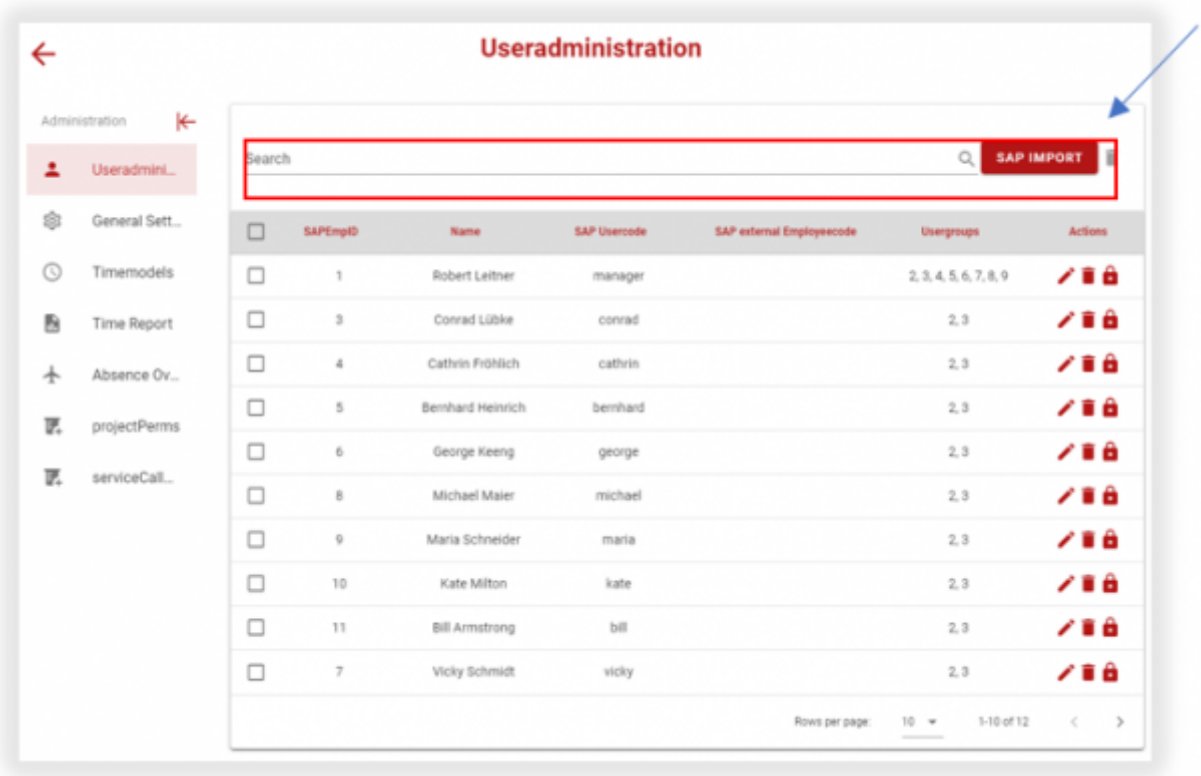 Useradministration
Administration
Useradmini...
General Sett...
Timemodels
Time Report
Absence Ov...
projectPerms
serviceCall...
Search SAP IMPORT
SAPEmpID Name SAP Usercode SAP external Employeecode Usergroups Actions
1 Robert Leitner manager 2, 3, 4, 5, 6, 7, 8, 9
3 Conrad Lübke conrad 2, 3
4 Cathrin Fröhlich cathrin 2, 3
5 Bernhard Heinrich bernhard 2, 3
6 George Keeng george 2, 3
8 Michael Maier michael 2, 3
9 Maria Schneider maria 2, 3
10 Kate Milton kate 2, 3
11 Bill Armstrong bill 2, 3
7 Vicky Schmidt vicky 2, 3
Rows per page: 10 1-10 of 12